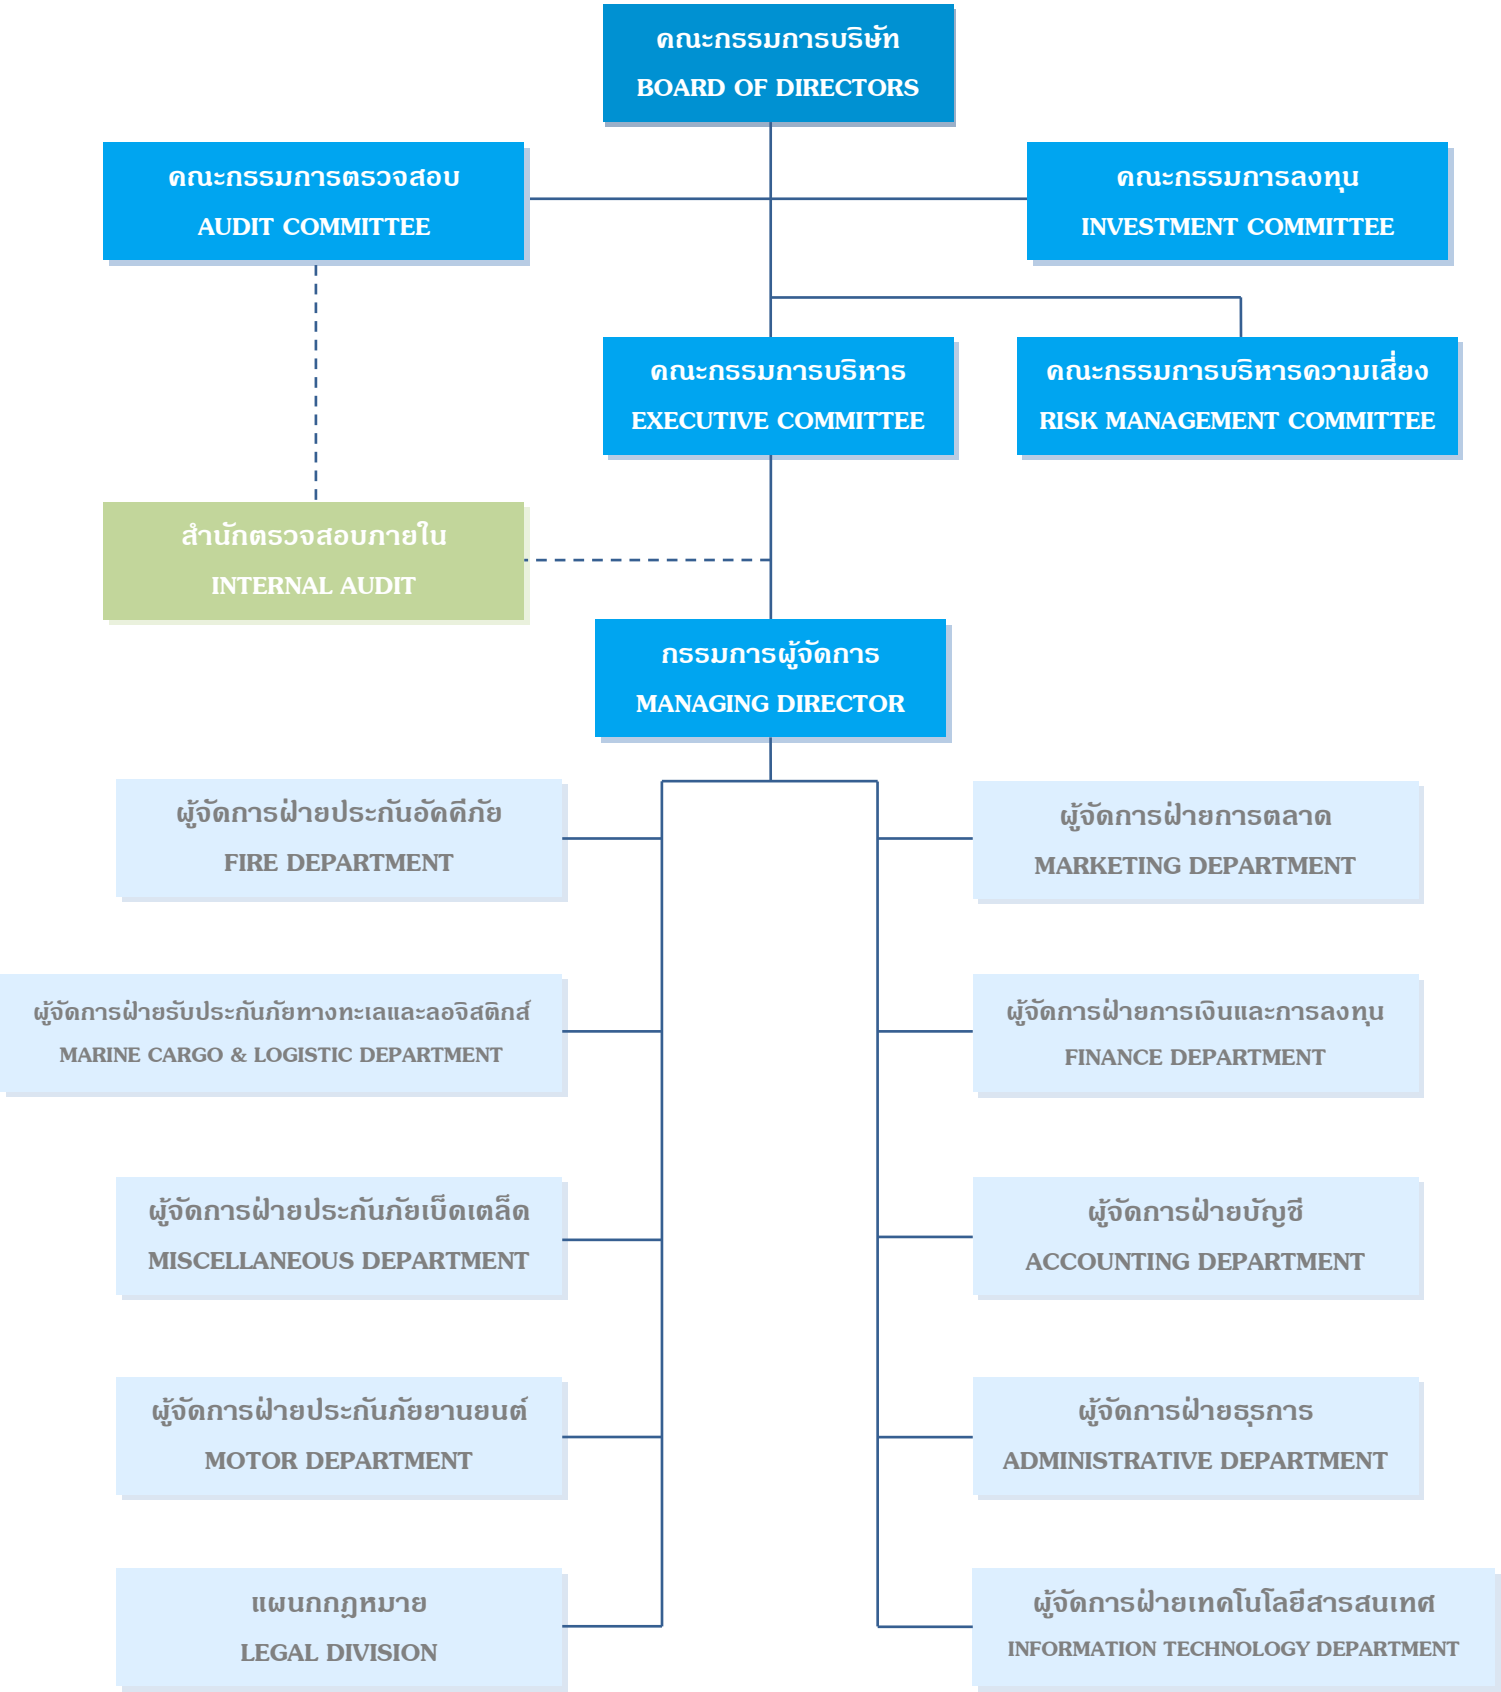 คณะกรรมการบริษัท
BOARD OF DIRECTORS
คณะกรรมการตรวจสอบ
AUDIT COMMITTEE
คณะกรรมการลงทุน
INVESTMENT COMMITTEE
คณะกรรมการบริหาร
EXECUTIVE COMMITTEE
คณะกรรมการบริหารความเสี่ยง
RISK MANAGEMENT COMMITTEE
สำนักตรวจสอบภายใน
INTERNAL AUDIT
กรรมการผู้จัดการ
MANAGING DIRECTOR
ผู้จัดการฝ่ายประกันอัคคีภัย
FIRE DEPARTMENT
ผู้จัดการฝ่ายการตลาด
MARKETING DEPARTMENT
ผู้จัดการฝ่ายรับประกันภัยทางทะเลและลอจิสติกส์
MARINE CARGO & LOGISTIC DEPARTMENT
ผู้จัดการฝ่ายการเงินและการลงทุน
FINANCE DEPARTMENT
ผู้จัดการฝ่ายประกันภัยเบ็ดเตล็ด
MISCELLANEOUS DEPARTMENT
ผู้จัดการฝ่ายบัญชี
ACCOUNTING DEPARTMENT
ผู้จัดการฝ่ายประกันภัยยานยนต์
MOTOR DEPARTMENT
ผู้จัดการฝ่ายธุรการ
ADMINISTRATIVE DEPARTMENT
แผนกกฎหมาย
LEGAL DIVISION
ผู้จัดการฝ่ายเทคโนโลยีสารสนเทศ
INFORMATION TECHNOLOGY DEPARTMENT